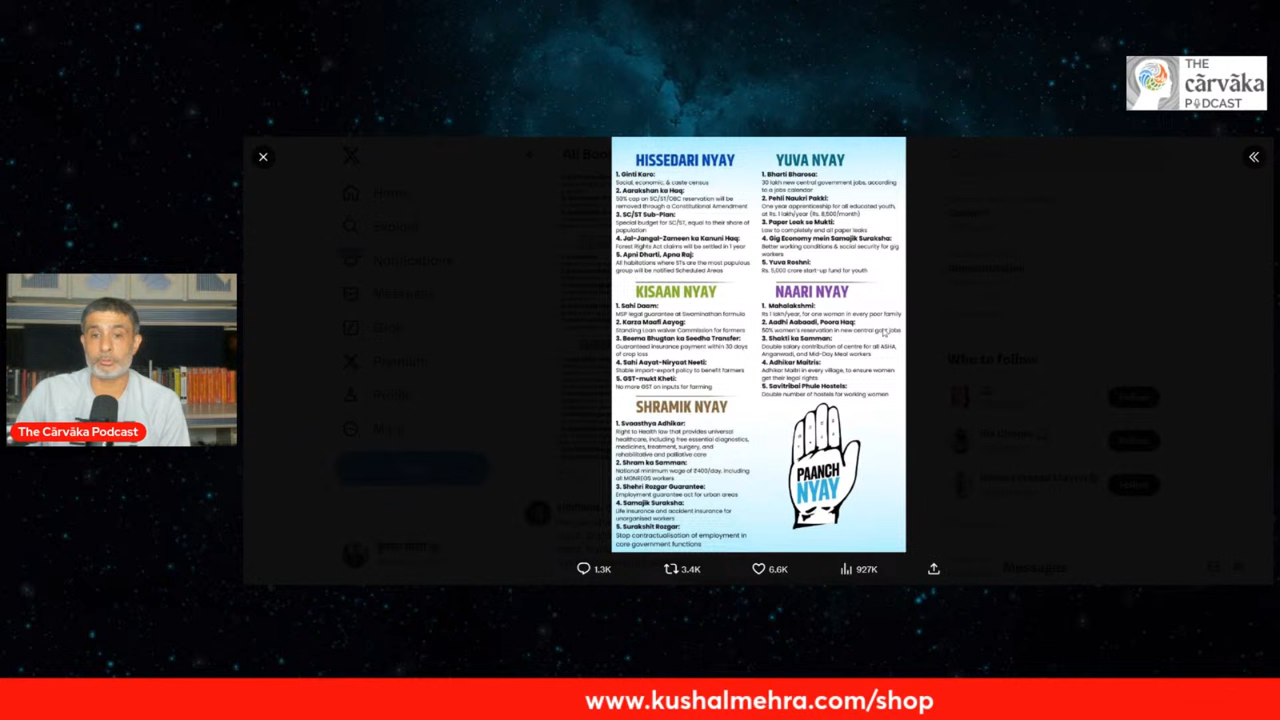 THE
cãrvãka
PODCAST
HISSEDARI NYAY
1. Ginti Karo:
Social, economic, & caste census
2. Aarakshan ka Haq:
50% cap on SC/ST/OBC reservation will be
removed through a Constitutional Amendment
3. SC/ST Sub-Plan:
Special budget for SC/ST, equal to their share of
population
4. Jal-Jangal-Zameen ka Kanuni Haq:
Forest Rights Act claims will be settled in 1 year
5. Apni Dharti, Apna Raj:
All habitations where STs are the most populous
group will be notified Scheduled Areas
YUVA NYAY
1. Bharti Bharosa:
30 lakh new central government jobs, according
to a jobs calendar
2. Pehli Naukri Pakki:
One year apprenticeship for all educated youth,
at Rs. 1 lakh/year (Rs. 8,500/month)
3. Paper Leak se Mukti:
Law to completely end all paper leaks
4. Gig Economy mein Samajik Suraksha:
Better working conditions & social security for gig
workers
5. Yuva Roshni:
Rs. 5,000 crore start-up fund for youth
KISAAN NYAY
1. Sahi Daam:
MSP legal guarantee at Swaminathan formula
2. Karza Maafi Aayog:
Standing Loan waiver Commission for farmers
3. Beema Bhugtan ka Seedha Transfer:
Guaranteed insurance payment within 30 days
of crop loss
4. Sahi Aayat-Niryaat Neeti:
Stable import-export policy to benefit farmers
5. GST-mukt Kheti:
No more GST on inputs for farming
NAARI NYAY
1. Mahalakshmi:
Rs 1 lakh/year, for one woman in every poor family
2. Aadhi Aabaadi, Poora Haq:
50% women's reservation in new central govt jobs
3. Shakti ka Samman:
Double salary contribution of centre for all ASHA,
Anganwadi, and Mid-Day Meal workers
4. Adhikar Maitris:
Adhikar Maitri in every village, to ensure women
get their legal rights
5. Savitribai Phule Hostels:
Double number of hostels for working women
SHRAMIK NYAY
1. Svaasthya Adhikar:
Right to Health law that provides universal
healthcare, including free essential diagnostics,
medicines, treatment, surgery, and
rehabilitative and palliative care
2. Shram ka Samman:
National minimum wage of ₹400/day, including
all MGNREGS workers
3. Shehri Rozgar Guarantee:
Employment guarantee act for urban areas
4. Samajik Suraksha:
Life insurance and accident insurance for
unorganised workers
5. Surakshit Rozgar:
Stop contractualisation of employment in
core government functions
PAANCH
NYAY
1.3K
3.4K
6.6K
927K
Home
Notifications
Premium
Who to follow
Messages
The Cārvāka Podcast
www.kushalmehra.com/shop